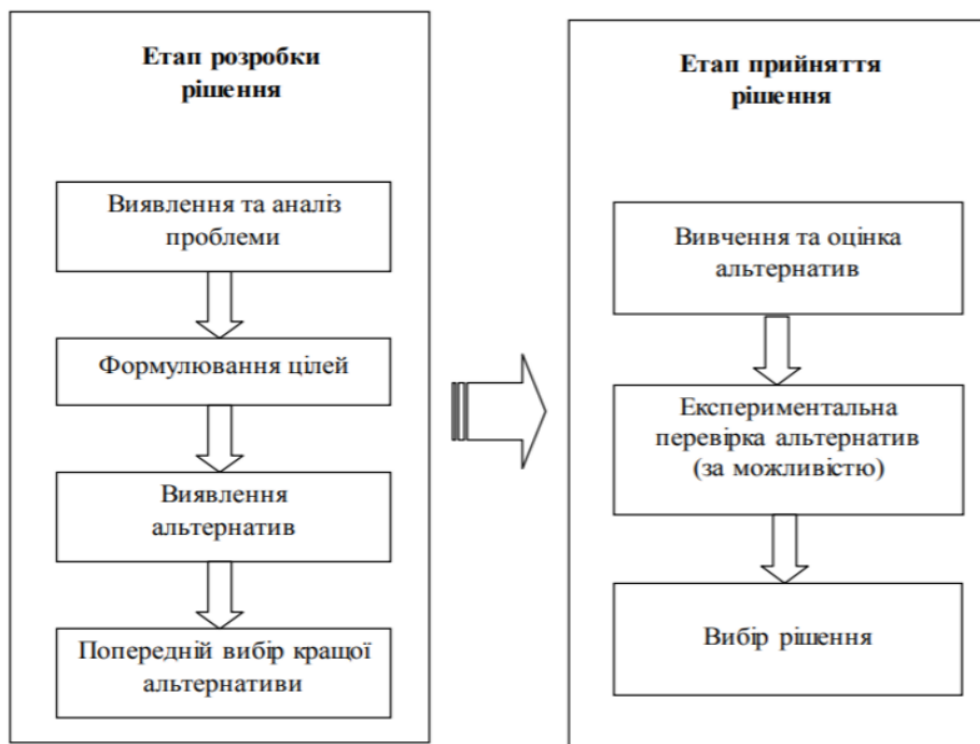 Етап розробки
рішення
Виявлення та аналіз
проблеми
Формулювання цілей
Виявлення
альтернатив
Попередній вибір кращої
альтернативи
Етап прийняття
рішення
Вивчення та оцінка
альтернатив
Експериментальна
перевірка альтернатив
(за можливістю)
Вибір рішення